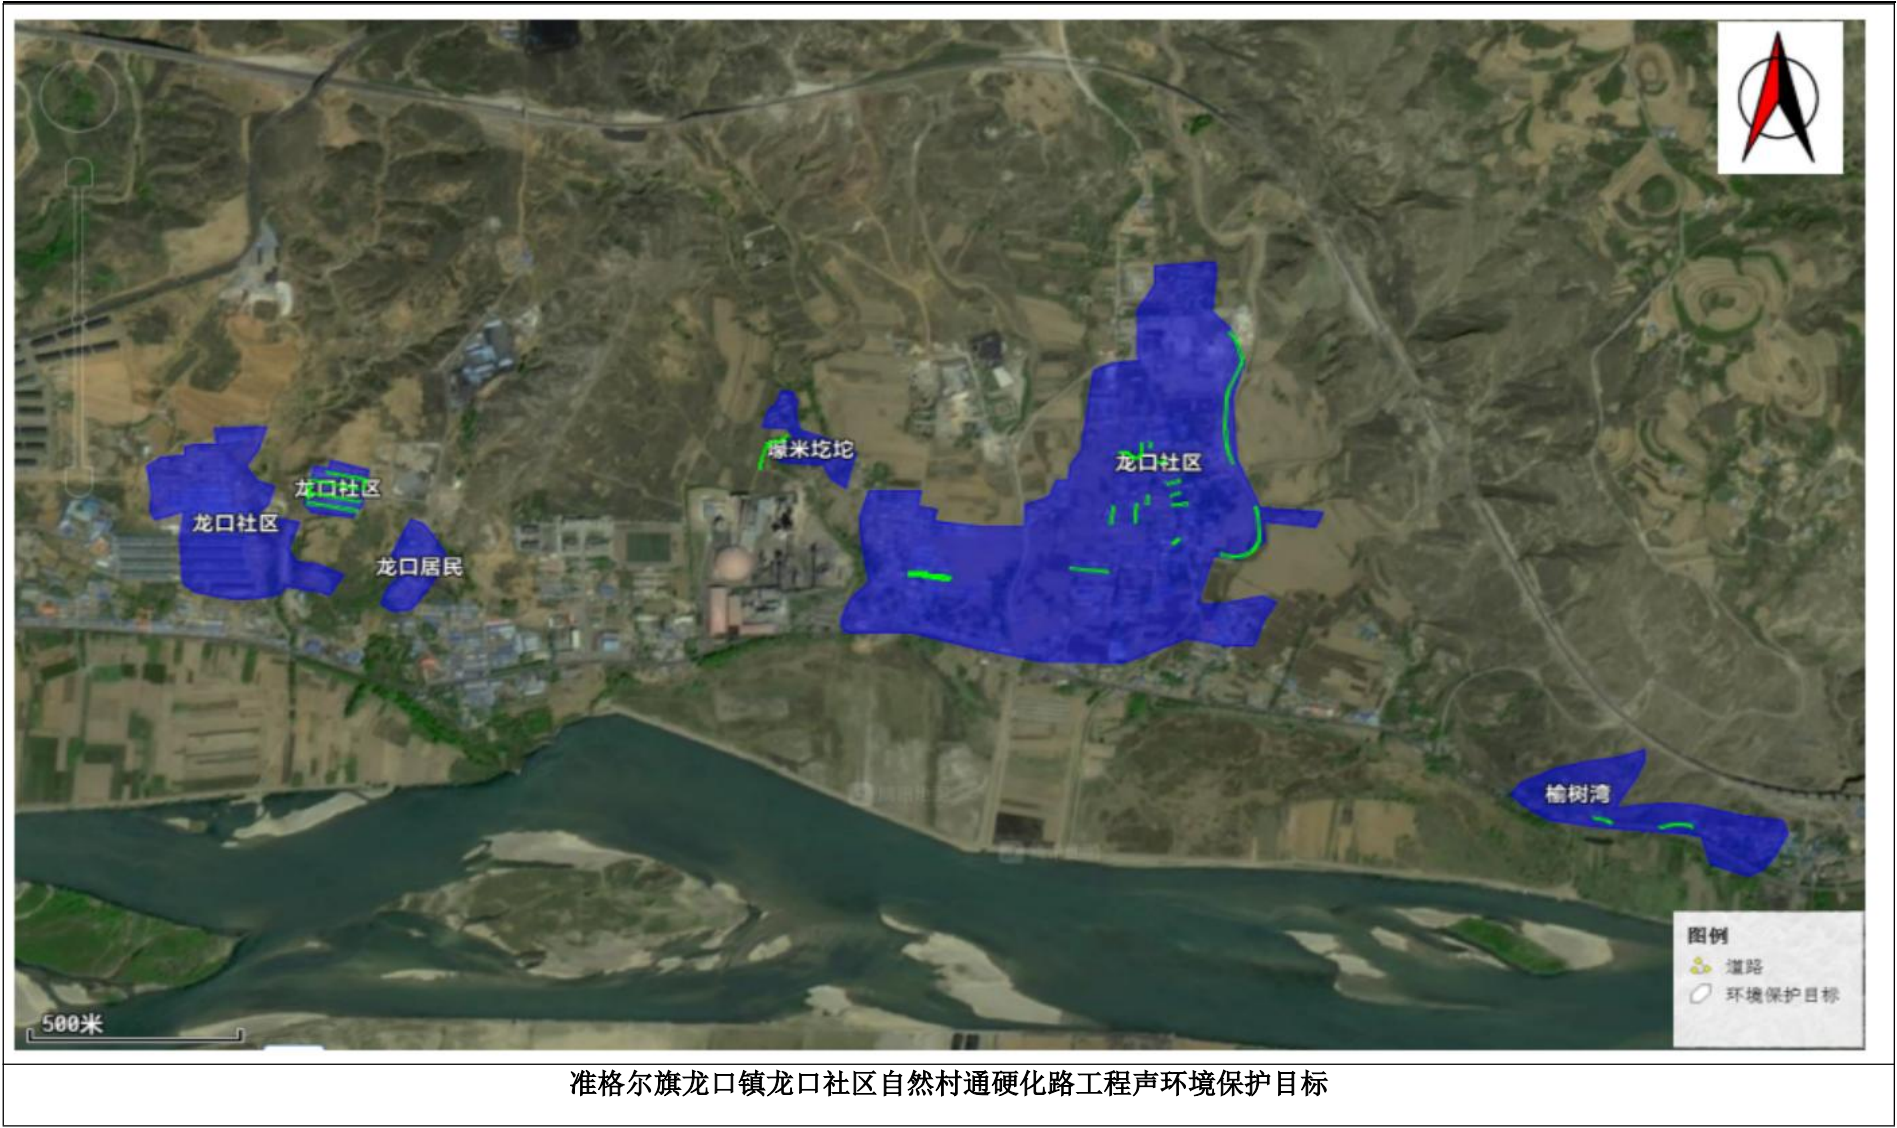 龙口社区
龙口社区
龙口居民
米圪坨
龙口社区
榆树湾
图例
道路
环境保护目标
500米
准格尔旗龙口镇龙口社区自然村通硬化路工程声环境保护目标